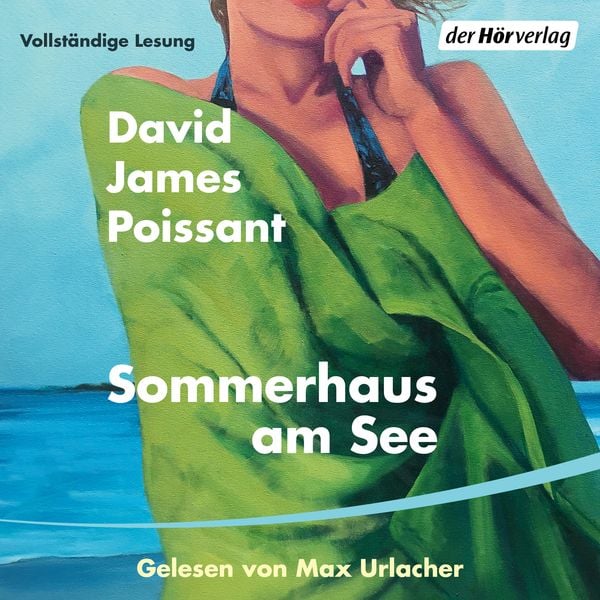 Vollständige Lesung
der Hörverlag
David
James
Poissant
Sommerhaus
am See
Gelesen von Max Urlacher